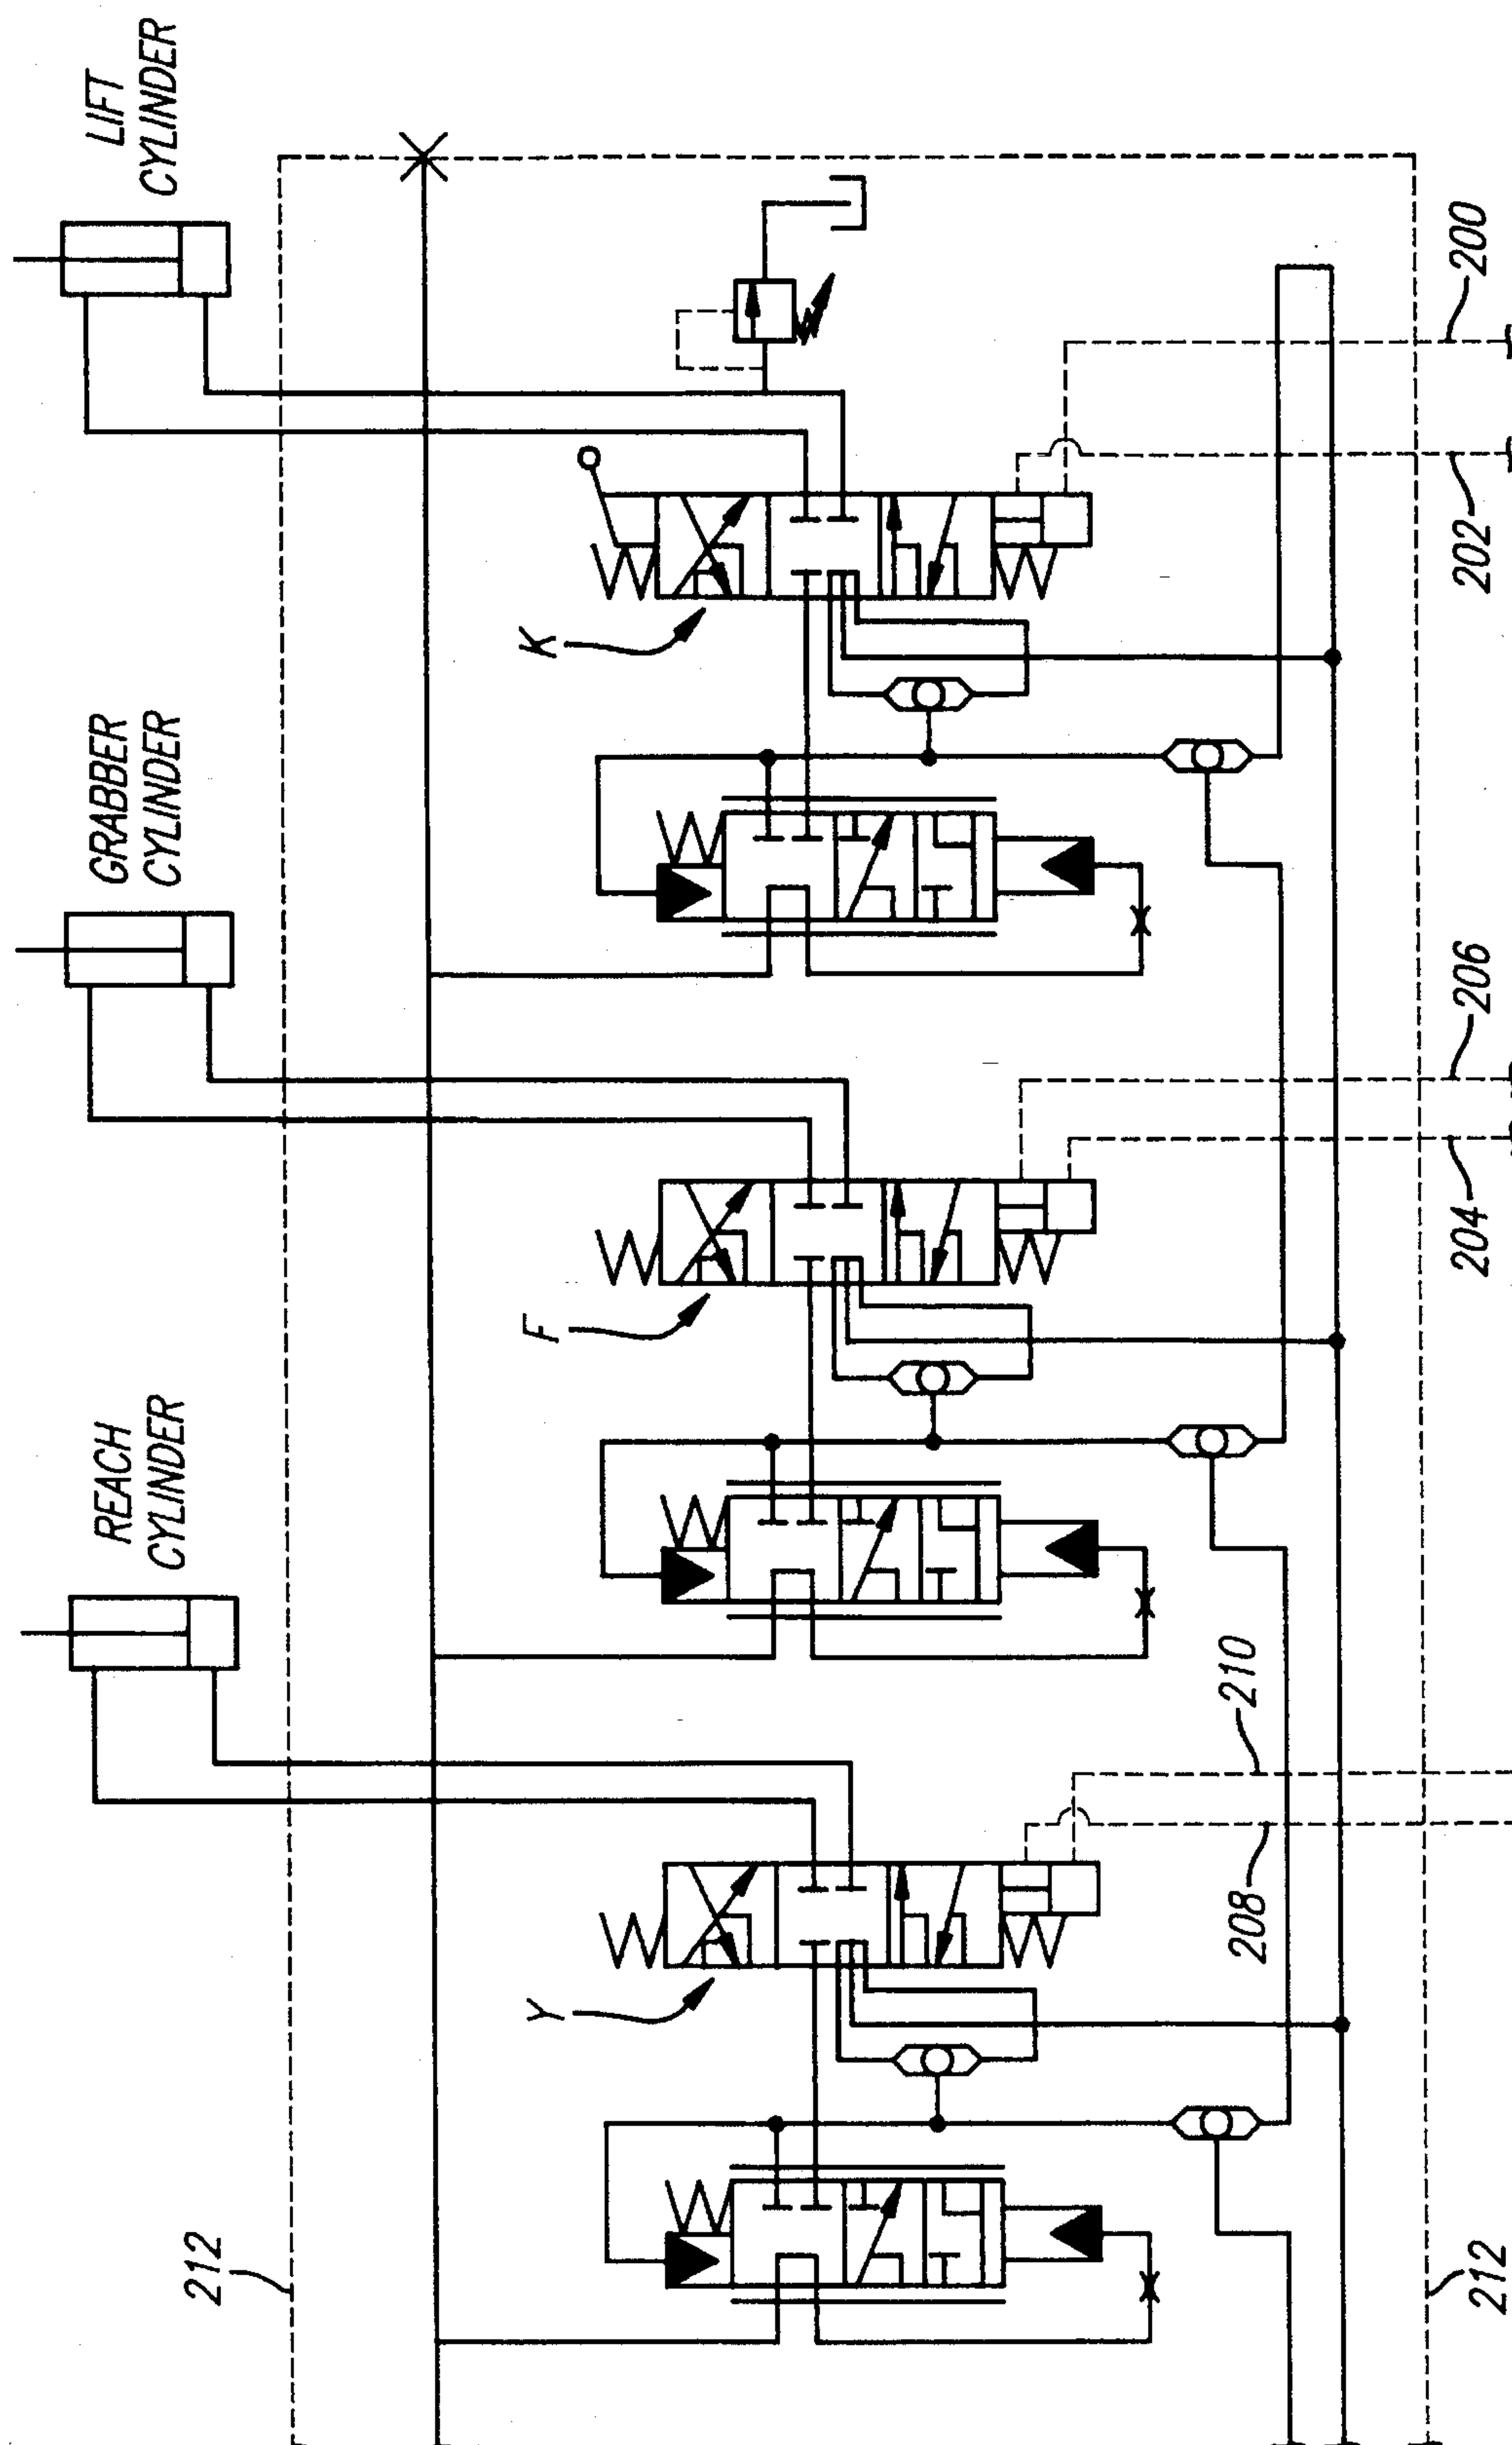 REACH
CYLINDER
GRABBER
CYLINDER
LIFT
CYLINDER
212
Y
F
K
208
210
204
206
202
200
212